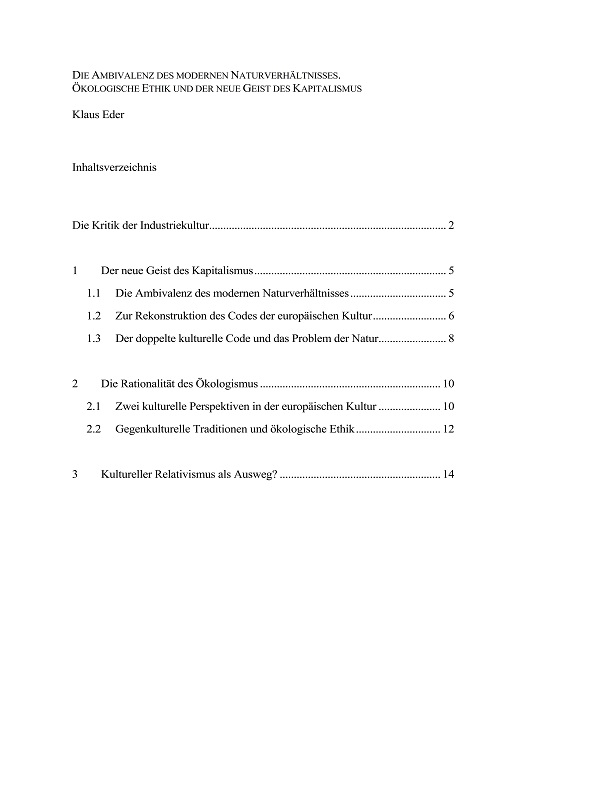 DIE AMBIVALENZ DES MODERNEN NATURVERHÄLTNISSES.
ÖKOLOGISCHE ETHIK UND DER NEUE GEIST DES KAPITALISMUS
Klaus Eder
Inhaltsverzeichnis
Die Kritik der Industriekultur.................................................................................... 2
1 Der neue Geist des Kapitalismus.................................................................... 5
1.1 Die Ambivalenz des modernen Naturverhältnisses.................................. 5
1.2 Zur Rekonstruktion des Codes der europäischen Kultur.......................... 6
1.3 Der doppelte kulturelle Code und das Problem der Natur........................ 8
2 Die Rationalität des Ökologismus................................................................ 10
2.1 Zwei kulturelle Perspektiven in der europäischen Kultur...................... 10
2.2 Gegenkulturelle Traditionen und ökologische Ethik.............................. 12
3 Kultureller Relativismus als Ausweg?......................................................... 14